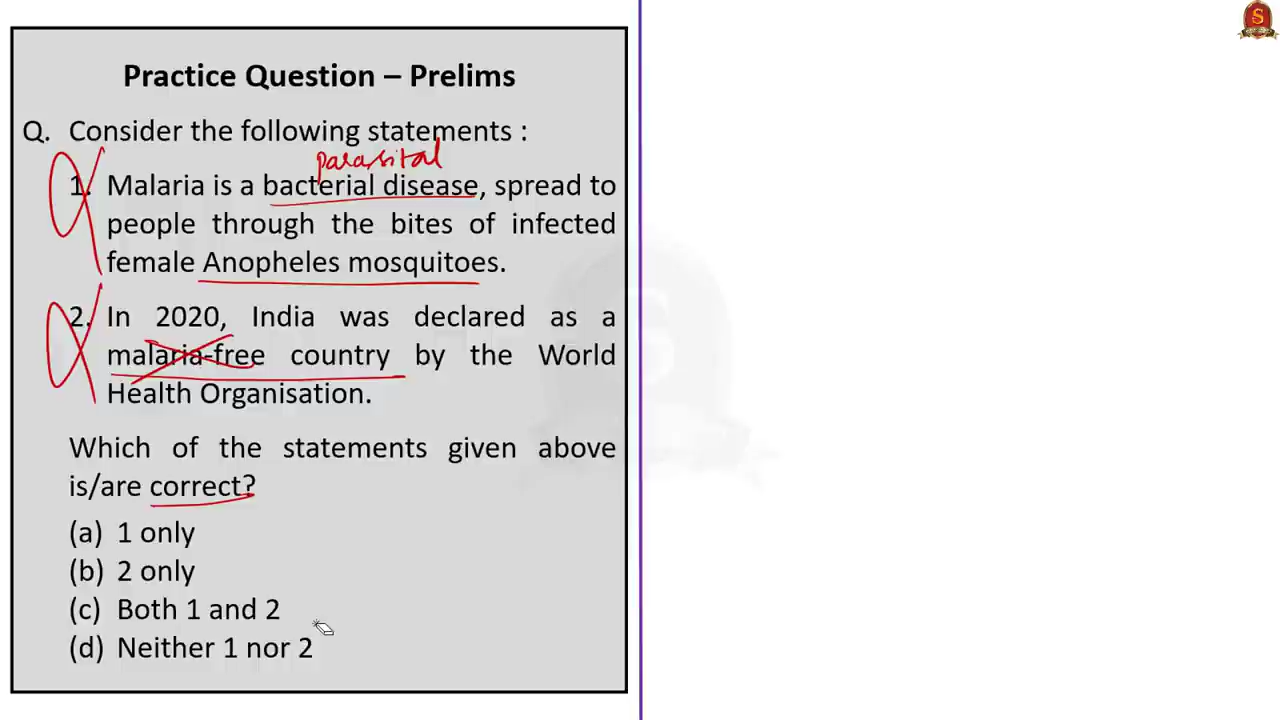 Practice Question – Prelims
Q. Consider the following statements :
parasital
1. Malaria is a bacterial disease, spread to
people through the bites of infected
female Anopheles mosquitoes.
2. In 2020, India was declared as a
malaria-free country by the World
Health Organisation.
Which of the statements given above
is/are correct?
(a) 1 only
(b) 2 only
(c) Both 1 and 2
(d) Neither 1 nor 2
S